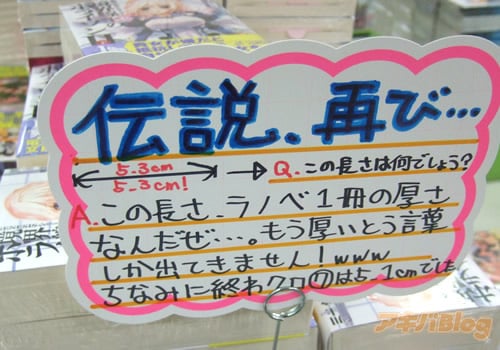 伝説、再び…
5.3cm
5.3cm!
Q.この長さは何でしょう?
A.この長さ、ラノベ1冊の厚さ
なんだぜ…。もう厚いとう言葉
しか出てきません!www
ちなみに終わクロ⑦は5.1cmでした
アキバBlog